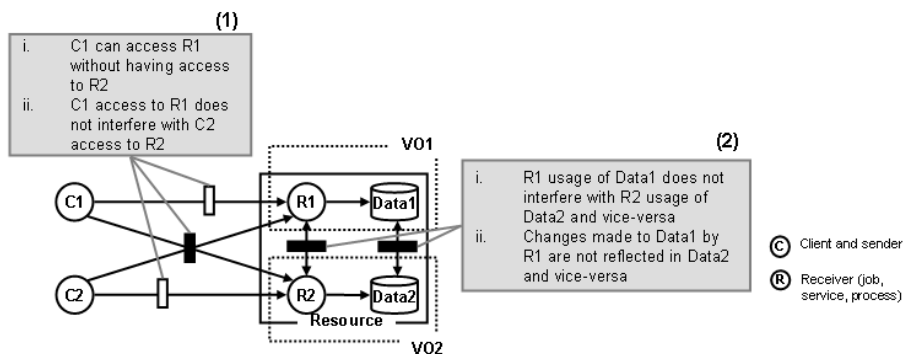 (1)
i. C1 can access R1
without having access
to R2
ii. C1 access to R1 does
not interfere with C2
access to R2
VO1
(2)
i. R1 usage of Data1 does not
interfere with R2 usage of
Data2 and vice-versa
ii. Changes made to Data1 by
R1 are not reflected in Data2
and vice-versa
C1
R1
Data1
C Client and sender
R Receiver (job,
service, process)
C2
R2
Data2
Resource
VO2